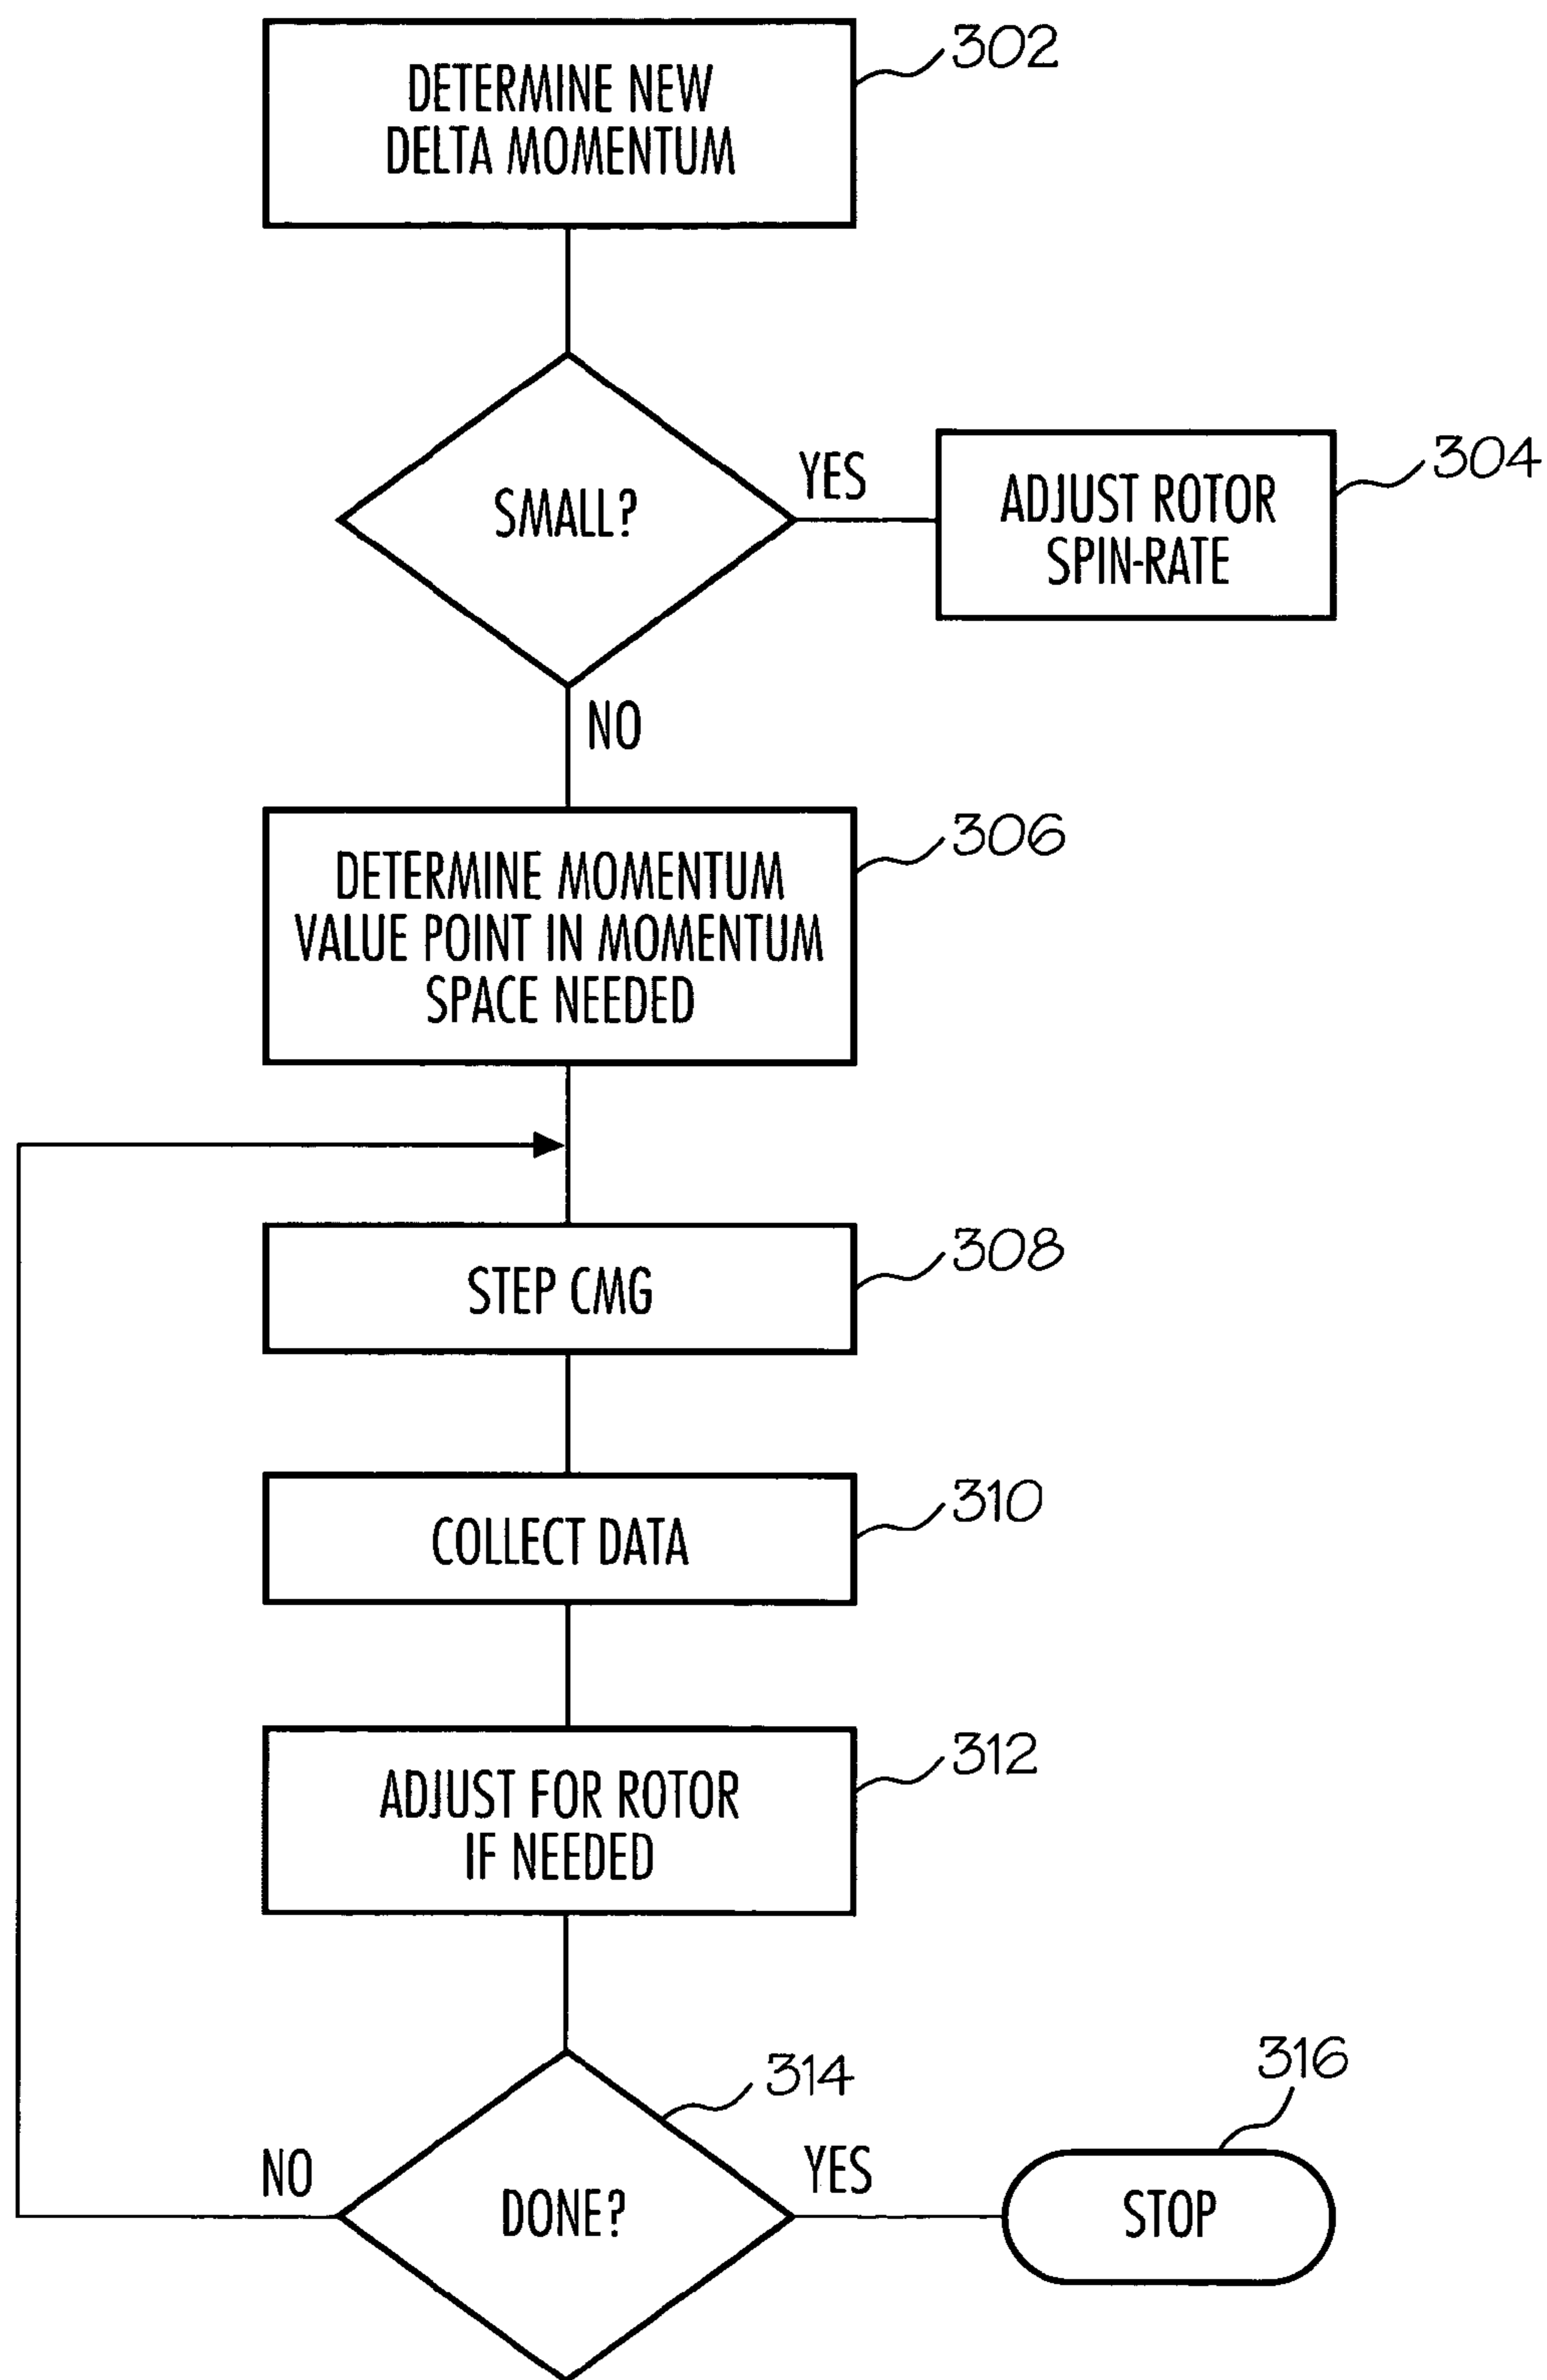 302
DETERMINE NEW
DELTA MOMENTUM
SMALL?
YES
304
ADJUST ROTOR
SPIN-RATE
NO
306
DETERMINE MOMENTUM
VALUE POINT IN MOMENTUM
SPACE NEEDED
308
STEP CMG
310
COLLECT DATA
312
ADJUST FOR ROTOR
IF NEEDED
314
316
NO
DONE?
YES
STOP